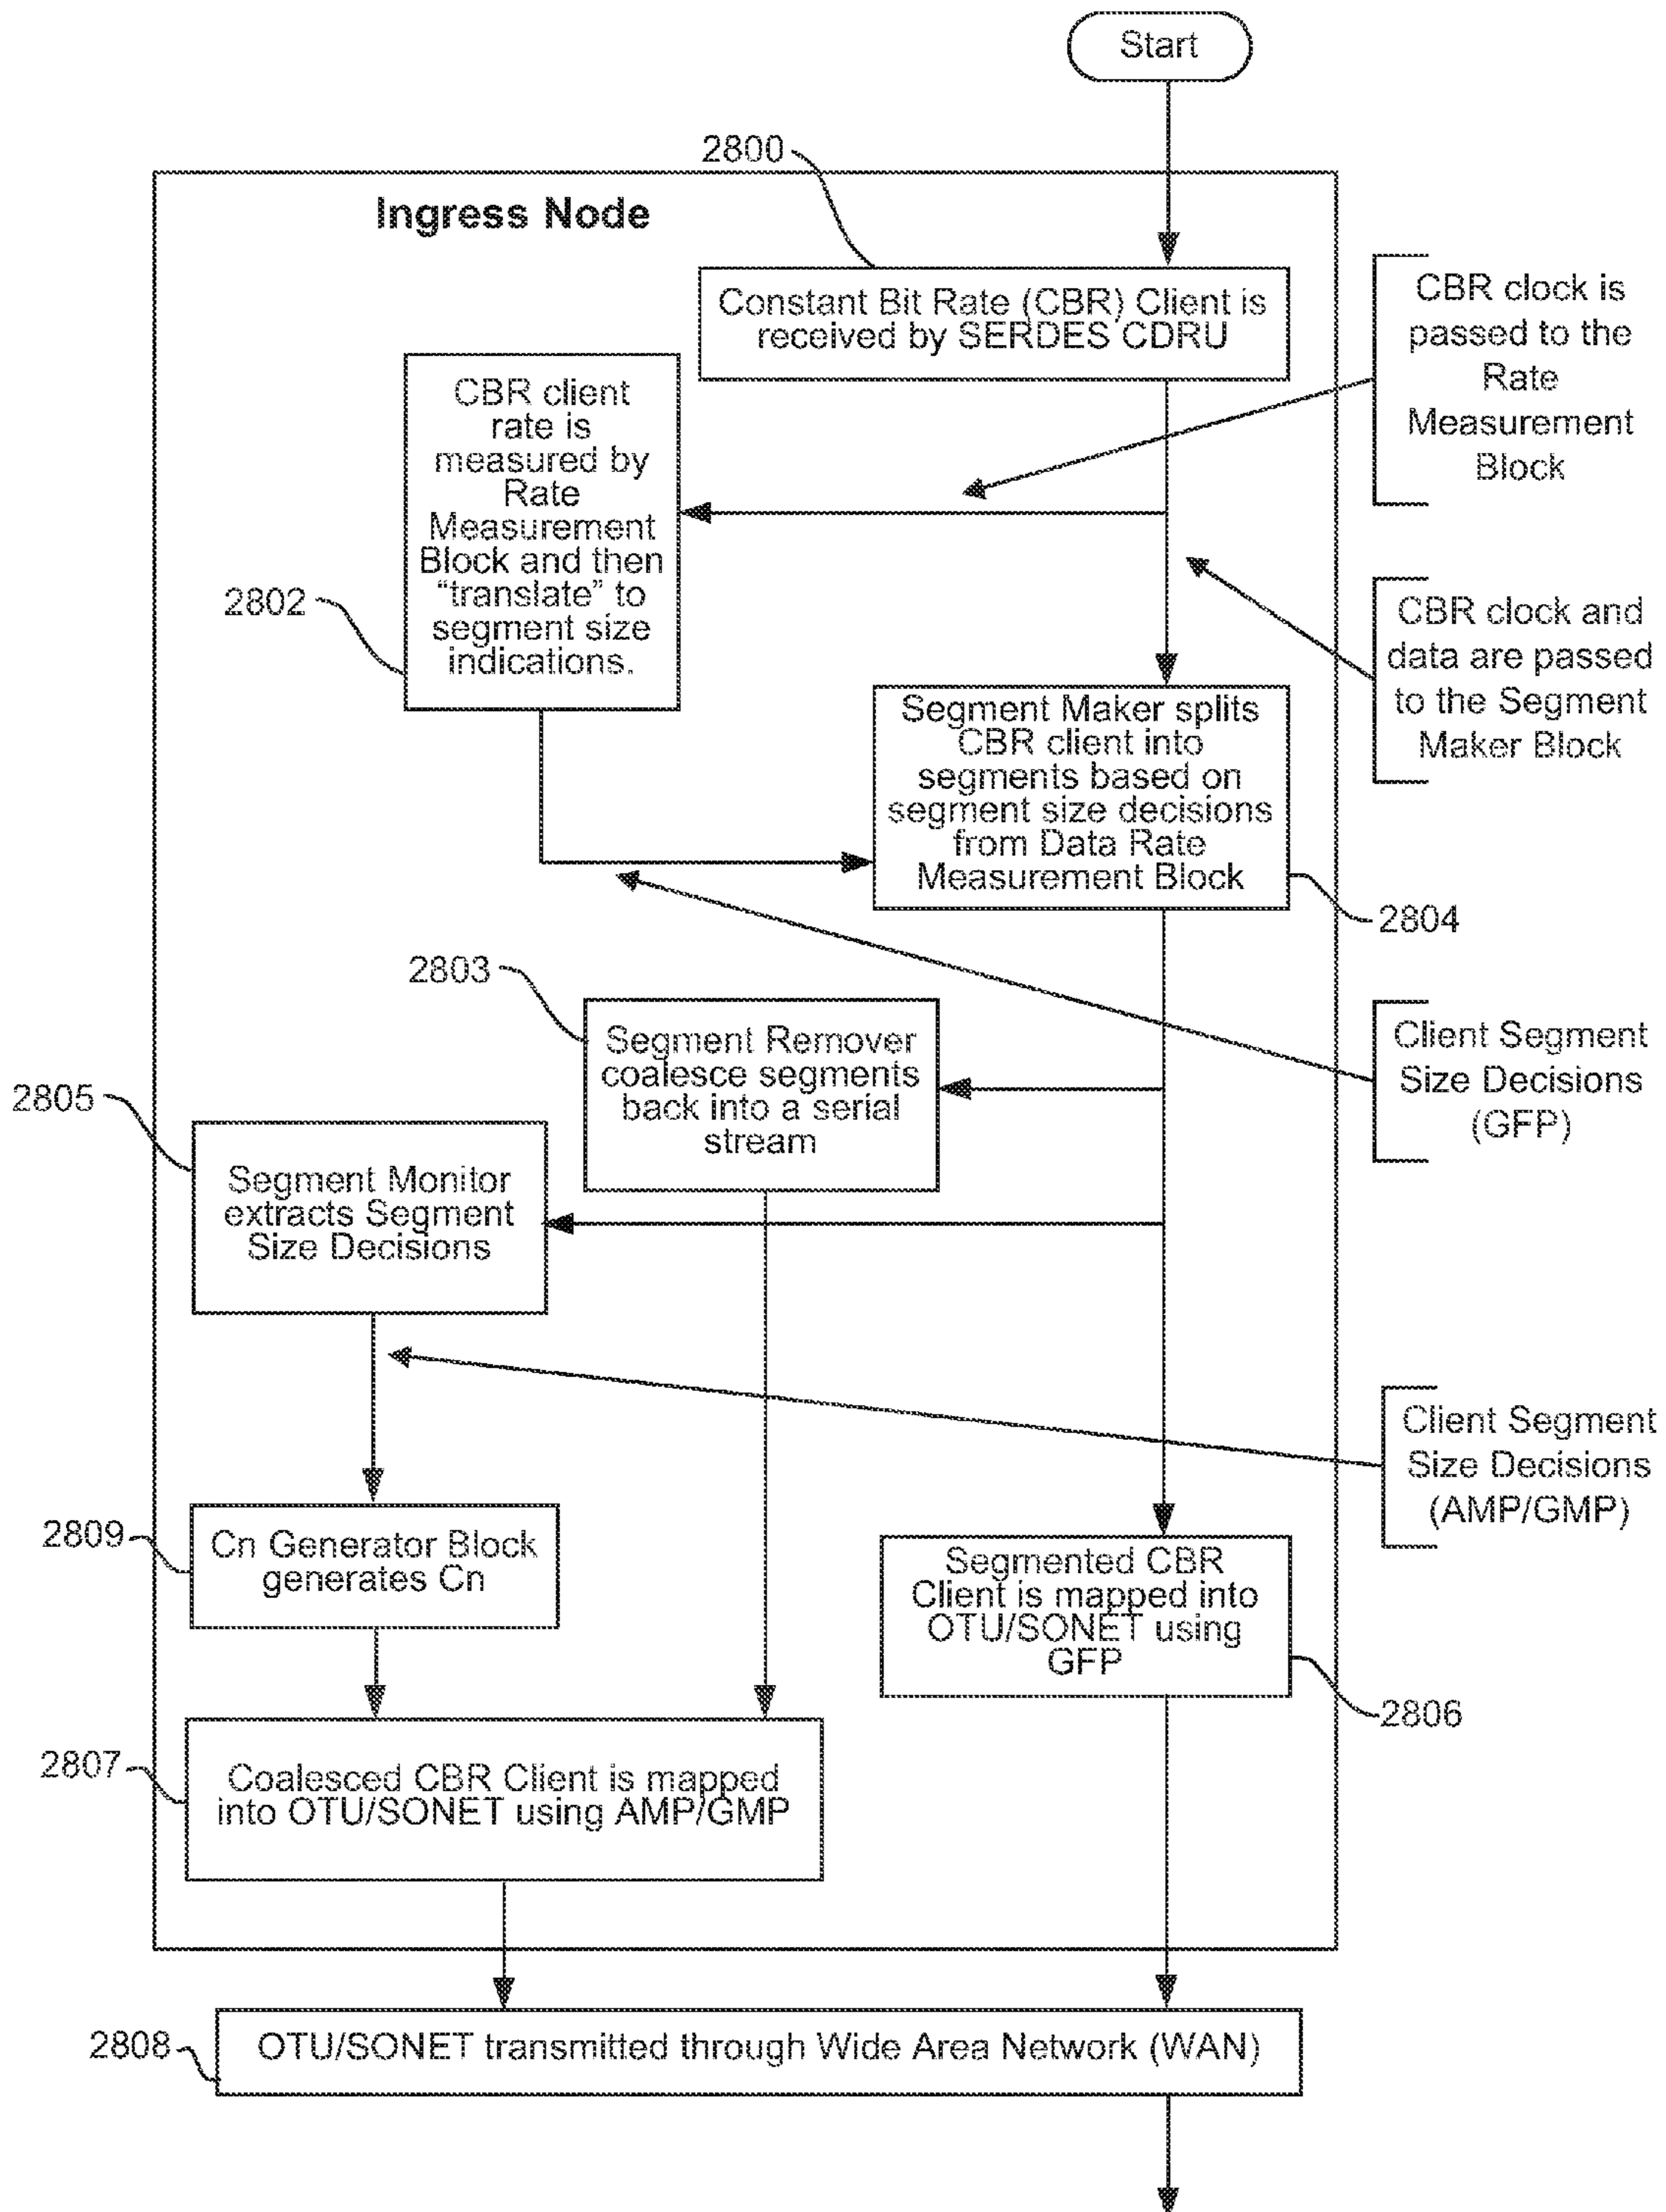 Start
2800
Ingress Node
Constant Bit Rate (CBR) Client is
received by SERDES CDRU
CBR clock is
passed to the
Rate
Measurement
Block
CBR client
rate is
measured by
Rate
Measurement
Block and then
“translate” to
segment size
indications.
2802
CBR clock and
data are passed
to the Segment
Maker Block
Segment Maker splits
CBR client into
segments based on
segment size decisions
from Data Rate
Measurement Block
2804
2803
Segment Remover
coalesce segments
back into a serial
stream
Client Segment
Size Decisions
(GFP)
2805
Segment Monitor
extracts Segment
Size Decisions
Client Segment
Size Decisions
(AMP/GMP)
2809
Cn Generator Block
generates Cn
Segmented CBR
Client is mapped into
OTU/SONET using
GFP
2806
2807
Coalesced CBR Client is mapped
into OTU/SONET using AMP/GMP
2808
OTU/SONET transmitted through Wide Area Network (WAN)